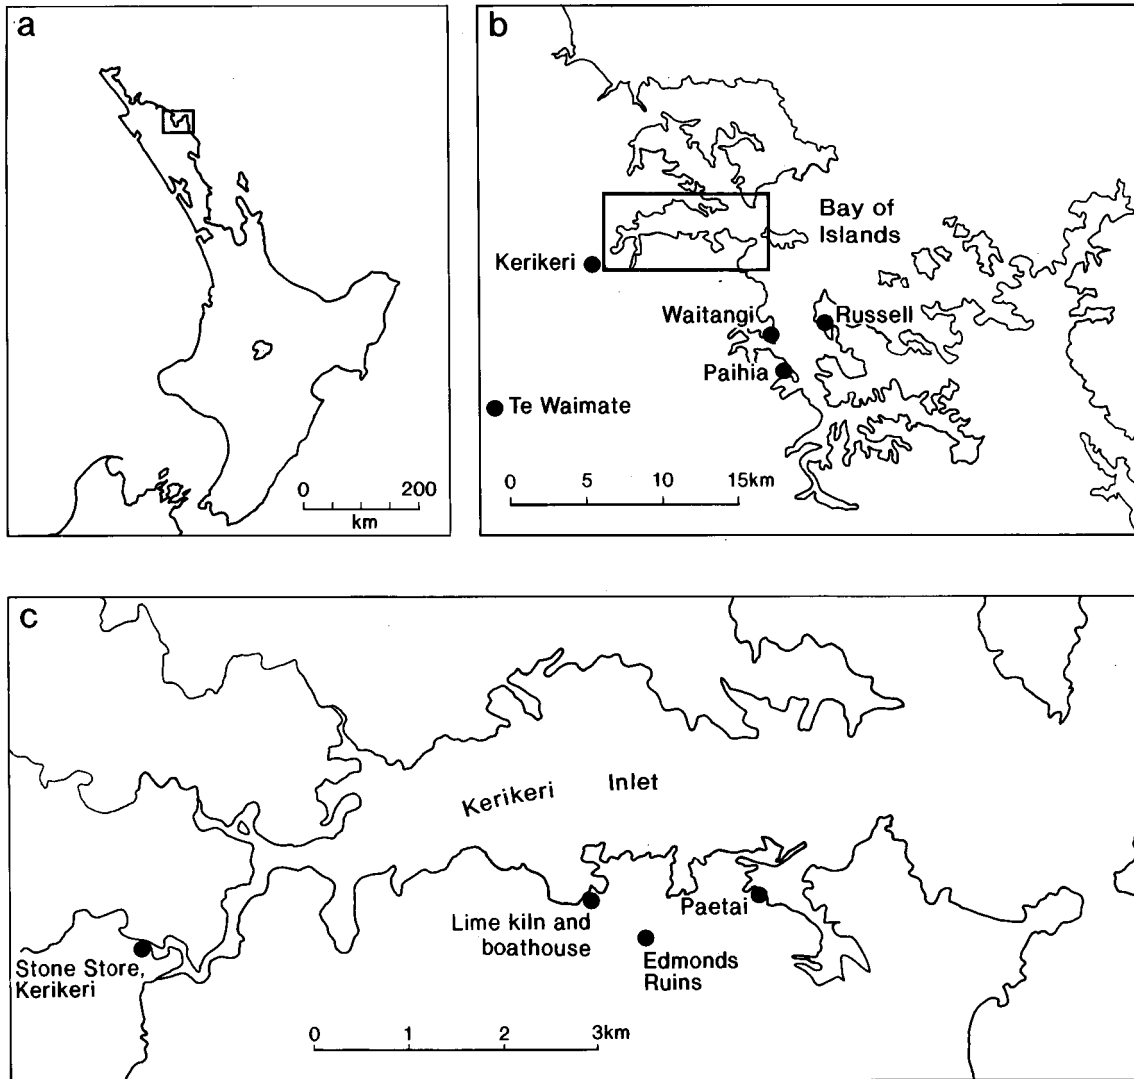 a
0 200
km
b
Bay of
Islands
Kerikeri
Waitangi
Russell
Paihia
Te Waimate
0 5 10 15km
c
Kerikeri Inlet
Lime kiln and
boathouse
Paetai
Edmonds
Ruins
Stone Store,
Kerikeri
0 1 2 3km